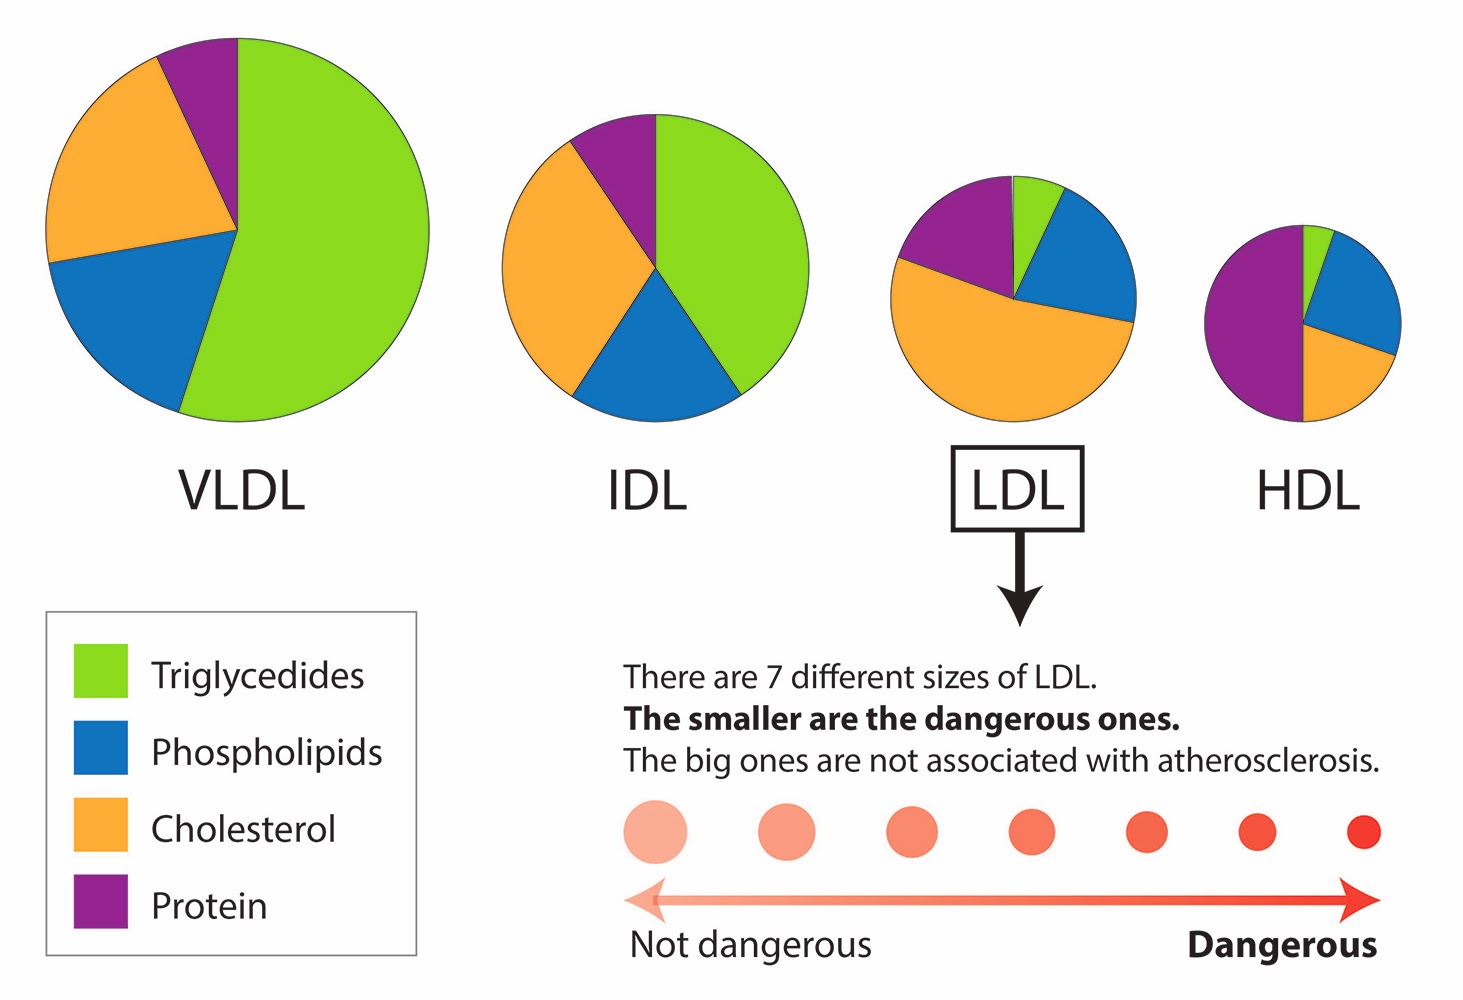 VLDL
IDL
LDL
HDL
Triglycedides
Phospholipids
Cholesterol
Protein
There are 7 different sizes of LDL.
The smaller are the dangerous ones.
The big ones are not associated with atherosclerosis.
Not dangerous
Dangerous